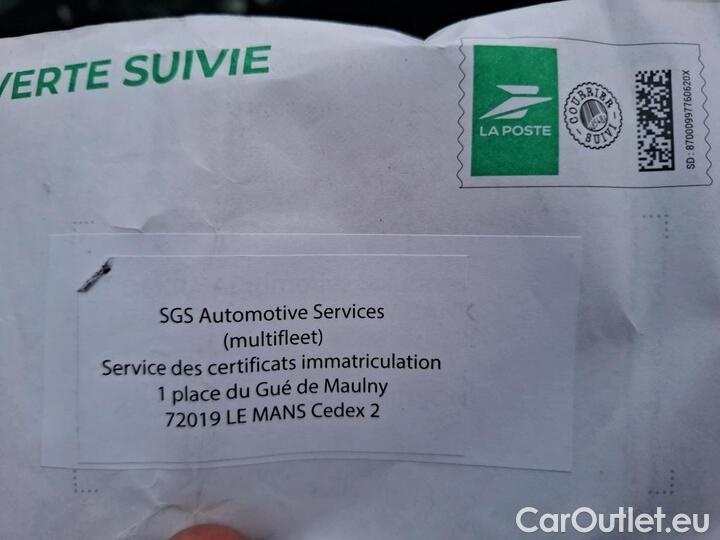 VERTE SUIVIE
LA POSTE
COURRIER
SUIVI
SD : 87000997760620X
SGS Automotive Services
(multifleet)
Service des certificats immatriculation
1 place du Gué de Maulny
72019 LE MANS Cedex 2
CarOutlet.eu